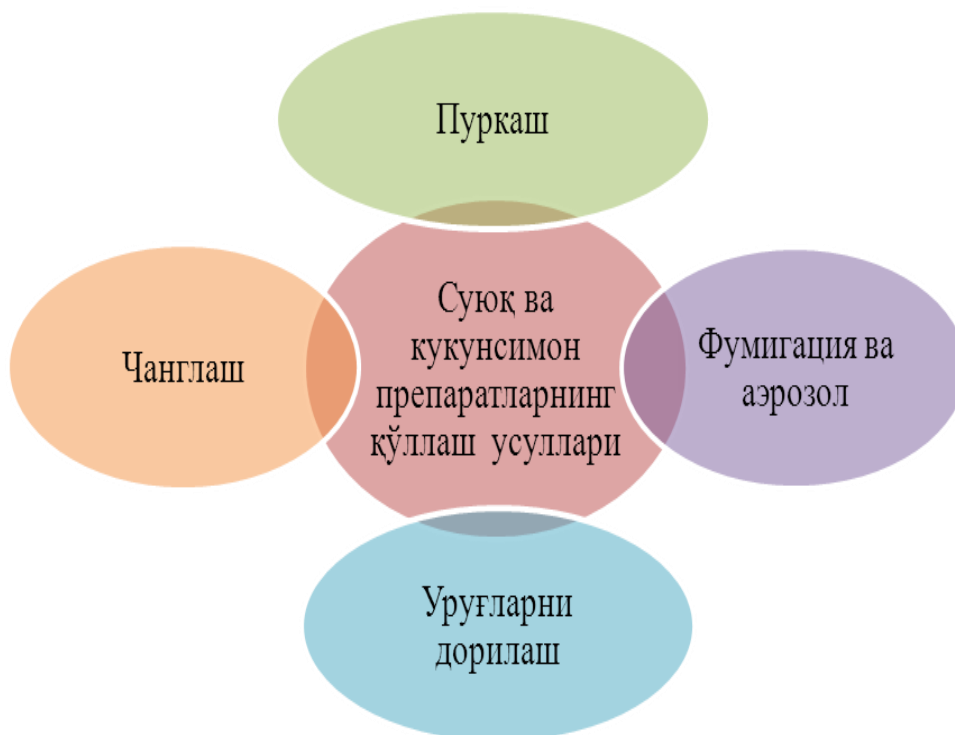 Пуркаш
Чанглаш
Суюқ ва
кукунсимон
препаратларнинг
қўллаш усуллари
Фумигация ва
аэрозол
Уруғларни
дорилаш